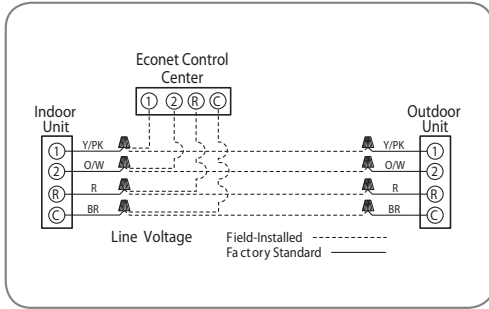 Econet Control
Center
1 2 R C
Indoor
Unit
Outdoor
Unit
1 Y/PK Y/PK 1
2 O/W O/W 2
R R R R
C BR BR C
Line Voltage
Field-Installed
Factory Standard